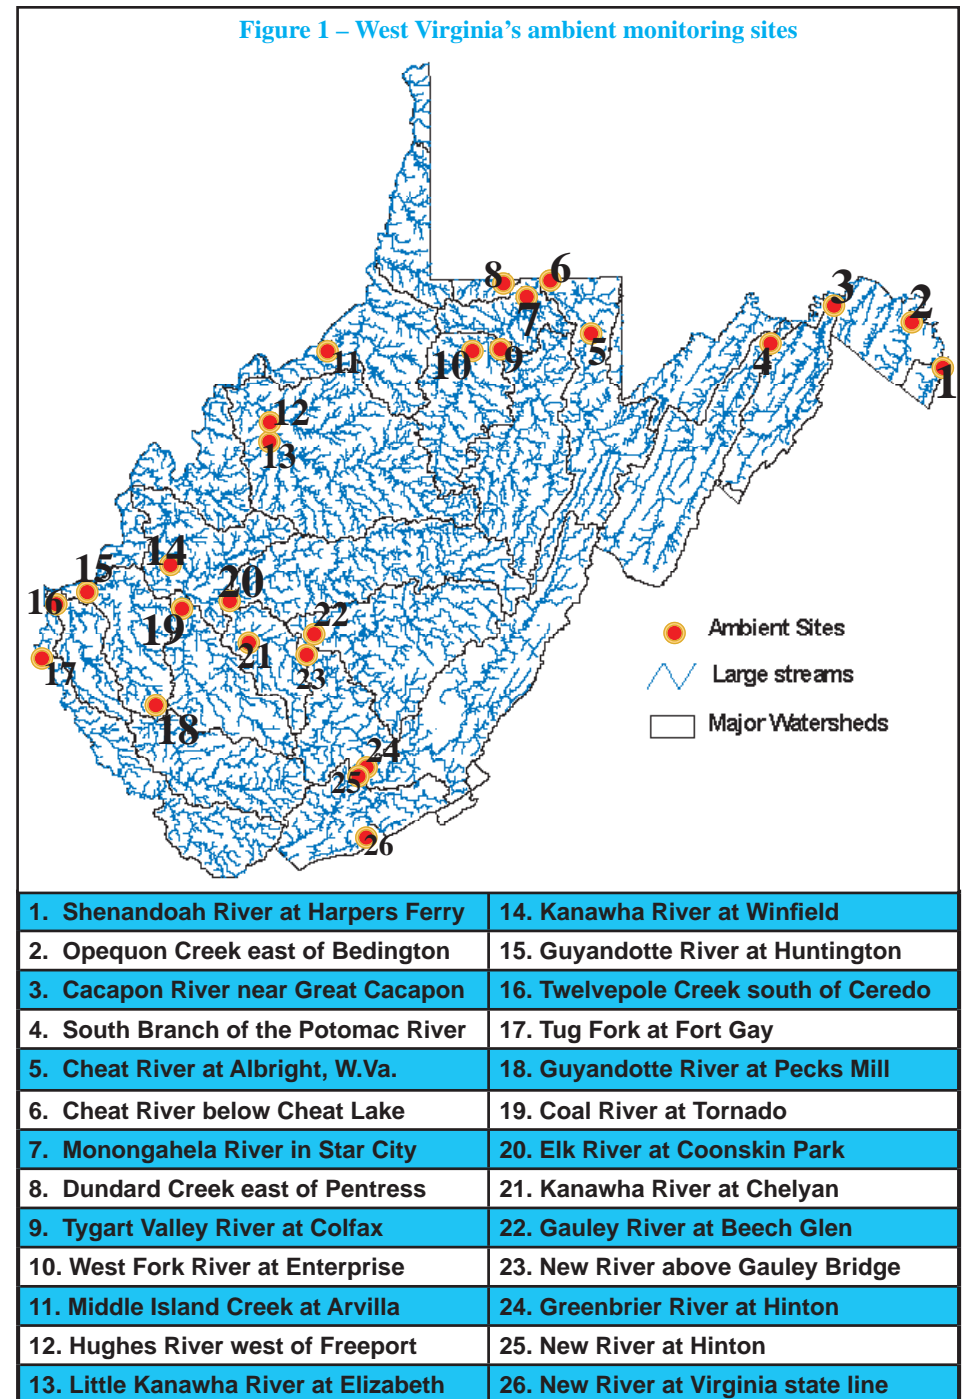 Figure 1 – West Virginia's ambient monitoring sites
8
6
7
3
2
1
4
5
9
10
11
12
13
14
15
16
17
18
19
20
21
22
23
24
25
26
Ambient Sites
Large streams
Major Watersheds
1. Shenandoah River at Harpers Ferry
2. Opequon Creek east of Bedington
3. Cacapon River near Great Cacapon
4. South Branch of the Potomac River
5. Cheat River at Albright, W.Va.
6. Cheat River below Cheat Lake
7. Monongahela River in Star City
8. Dundard Creek east of Pentress
9. Tygart Valley River at Colfax
10. West Fork River at Enterprise
11. Middle Island Creek at Arvilla
12. Hughes River west of Freeport
13. Little Kanawha River at Elizabeth
14. Kanawha River at Winfield
15. Guyandotte River at Huntington
16. Twelvepole Creek south of Ceredo
17. Tug Fork at Fort Gay
18. Guyandotte River at Pecks Mill
19. Coal River at Tornado
20. Elk River at Coonskin Park
21. Kanawha River at Chelyan
22. Gauley River at Beech Glen
23. New River above Gauley Bridge
24. Greenbrier River at Hinton
25. New River at Hinton
26. New River at Virginia state line